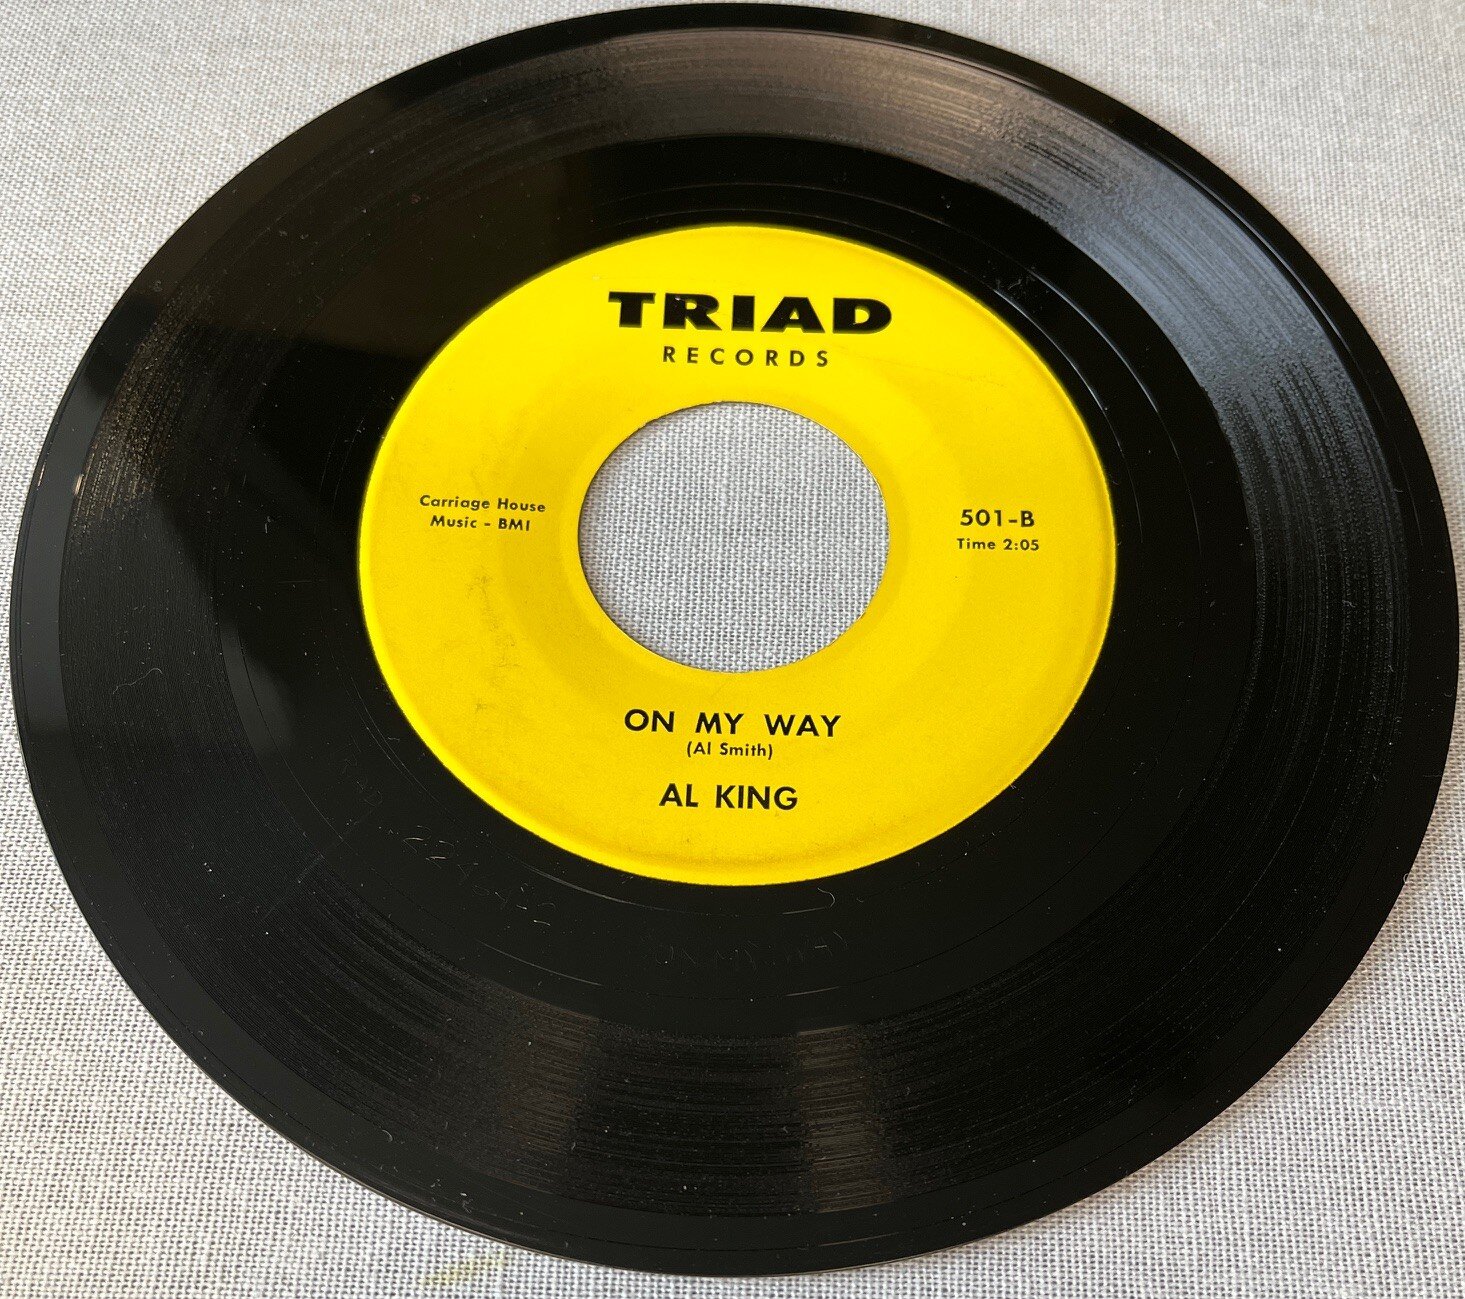 TRIAD
RECORDS
Carriage House
Music - BMI
501-B
Time 2:05
ON MY WAY
(Al Smith)
AL KING